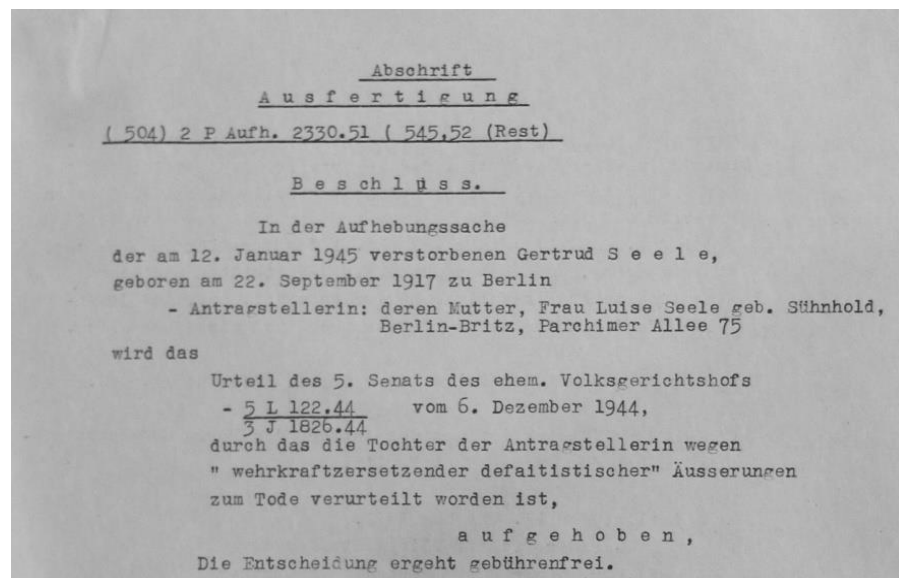 Abschrift
A u s f e r t i g u n g
( 504) 2 P Aufh. 2330.51 ( 545,52 (Rest)
B e s c h l u s s.
In der Aufhebungssache
der am 12. Januar 1945 verstorbenen Gertrud S e e l e,
geboren am 22. September 1917 zu Berlin
- Antragstellerin: deren Mutter, Frau Luise Seele geb. Sühnhold,
Berlin-Britz, Parchimer Allee 75
wird das
Urteil des 5. Senats des ehem. Volksgerichtshofs
- 5 L 122.44 vom 6. Dezember 1944,
3 J 1826.44
durch das die Tochter der Antragstellerin wegen
" wehrkraftzersetzender defaitistischer" Äusserungen
zum Tode verurteilt worden ist,
a u f g e h o b e n ,
Die Entscheidung ergeht gebührenfrei.